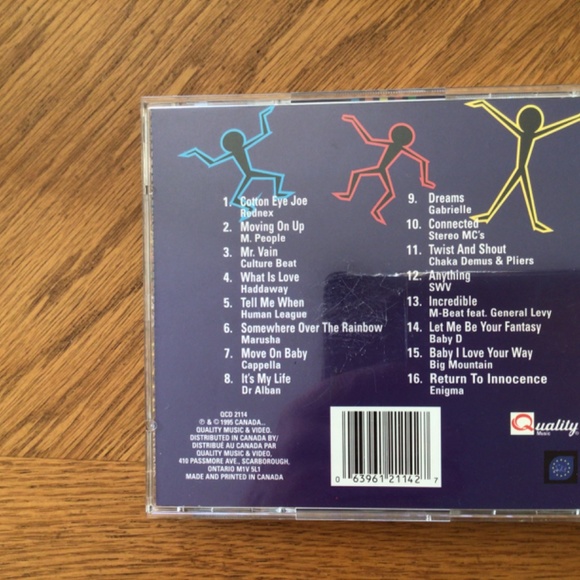 1. Cotton Eye Joe
Rednex
2. Moving On Up
M. People
3. Mr. Vain
Culture Beat
4. What Is Love
Haddaway
5. Tell Me When
Human League
6. Somewhere Over The Rainbow
Marusha
7. Move On Baby
Cappella
8. It's My Life
Dr Alban
9. Dreams
Gabrielle
10. Connected
Stereo MC's
11. Twist And Shout
Chaka Demus & Pliers
12. Anything
SWV
13. Incredible
M-Beat feat. General Levy
14. Let Me Be Your Fantasy
Baby D
15. Baby I Love Your Way
Big Mountain
16. Return To Innocence
Enigma
QCD 2114
℗ & © 1995 CANADA...
QUALITY MUSIC & VIDEO.
DISTRIBUTED IN CANADA BY/
DISTRIBUÉ AU CANADA PAR
QUALITY MUSIC & VIDEO.
410 PASSMORE AVE., SCARBOROUGH,
ONTARIO M1V 5L1
MADE AND PRINTED IN CANADA
0 63961 21142 7
Quality
Music